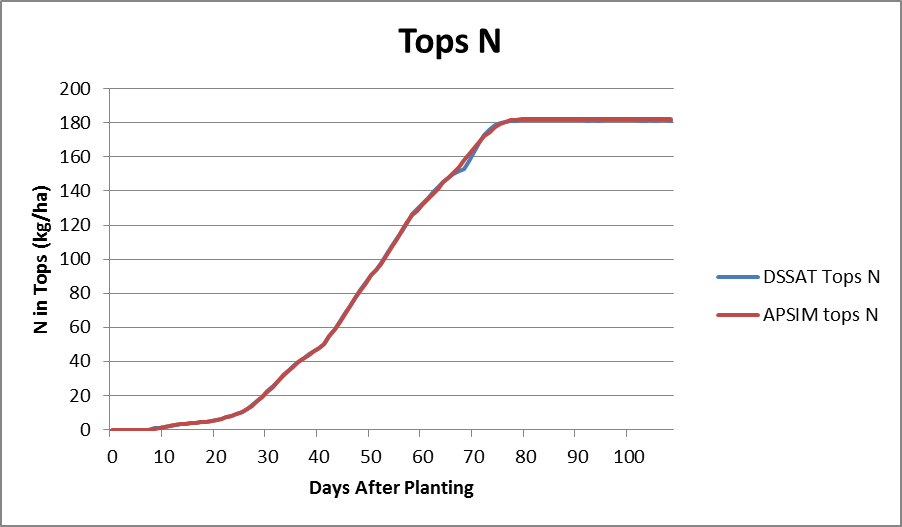 Tops N
N in Tops (kg/ha)
200
180
160
140
120
100
80
60
40
20
0
0 10 20 30 40 50 60 70 80 90 100
Days After Planting
DSSAT Tops N
APSIM tops N